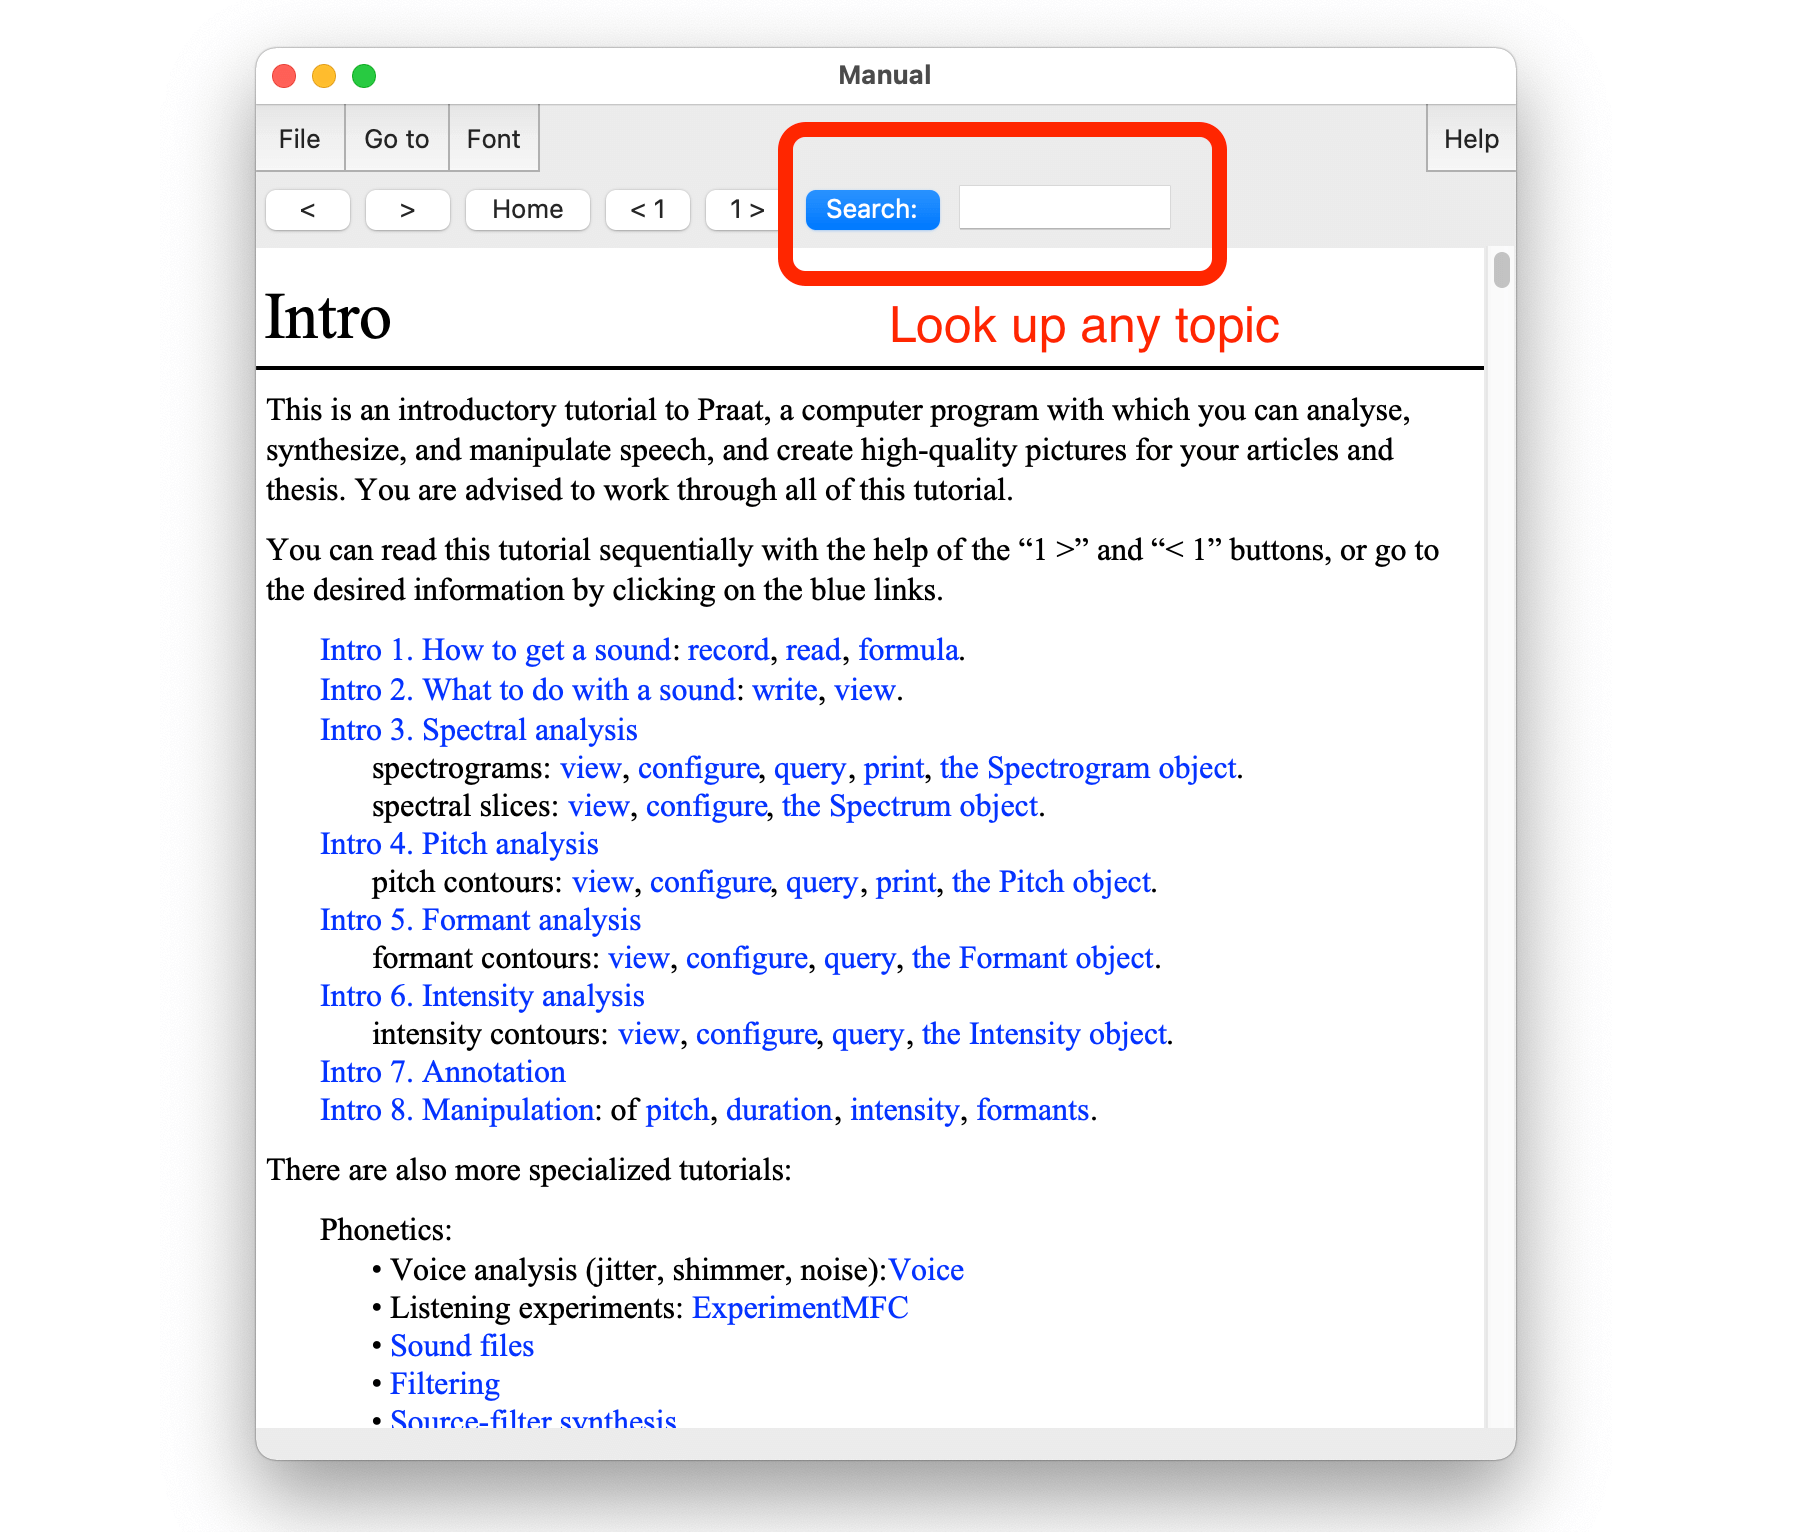 Manual
File Go to Font Help
< > Home < 1 1 > Search:
Look up any topic
Intro
This is an introductory tutorial to Praat, a computer program with which you can analyse,
synthesize, and manipulate speech, and create high-quality pictures for your articles and
thesis. You are advised to work through all of this tutorial.
You can read this tutorial sequentially with the help of the “1 >” and “< 1” buttons, or go to
the desired information by clicking on the blue links.
Intro 1. How to get a sound: record, read, formula.
Intro 2. What to do with a sound: write, view.
Intro 3. Spectral analysis
spectrograms: view, configure, query, print, the Spectrogram object.
spectral slices: view, configure, the Spectrum object.
Intro 4. Pitch analysis
pitch contours: view, configure, query, print, the Pitch object.
Intro 5. Formant analysis
formant contours: view, configure, query, the Formant object.
Intro 6. Intensity analysis
intensity contours: view, configure, query, the Intensity object.
Intro 7. Annotation
Intro 8. Manipulation: of pitch, duration, intensity, formants.
There are also more specialized tutorials:
Phonetics:
• Voice analysis (jitter, shimmer, noise):Voice
• Listening experiments: ExperimentMFC
• Sound files
• Filtering
• Source-filter synthesis